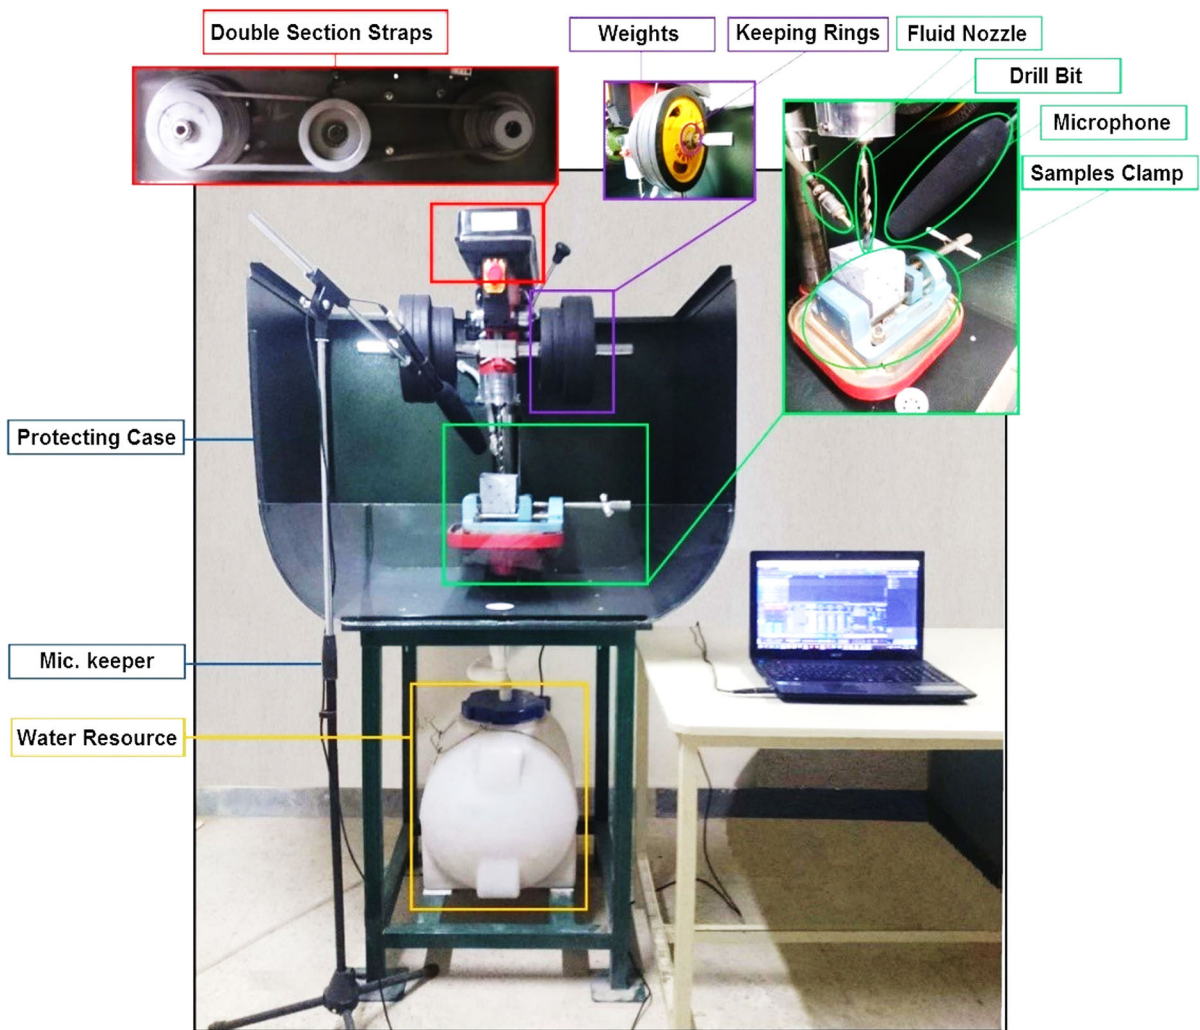 Double Section Straps
Weights
Keeping Rings
Fluid Nozzle
Drill Bit
Microphone
Samples Clamp
Protecting Case
Mic. keeper
Water Resource